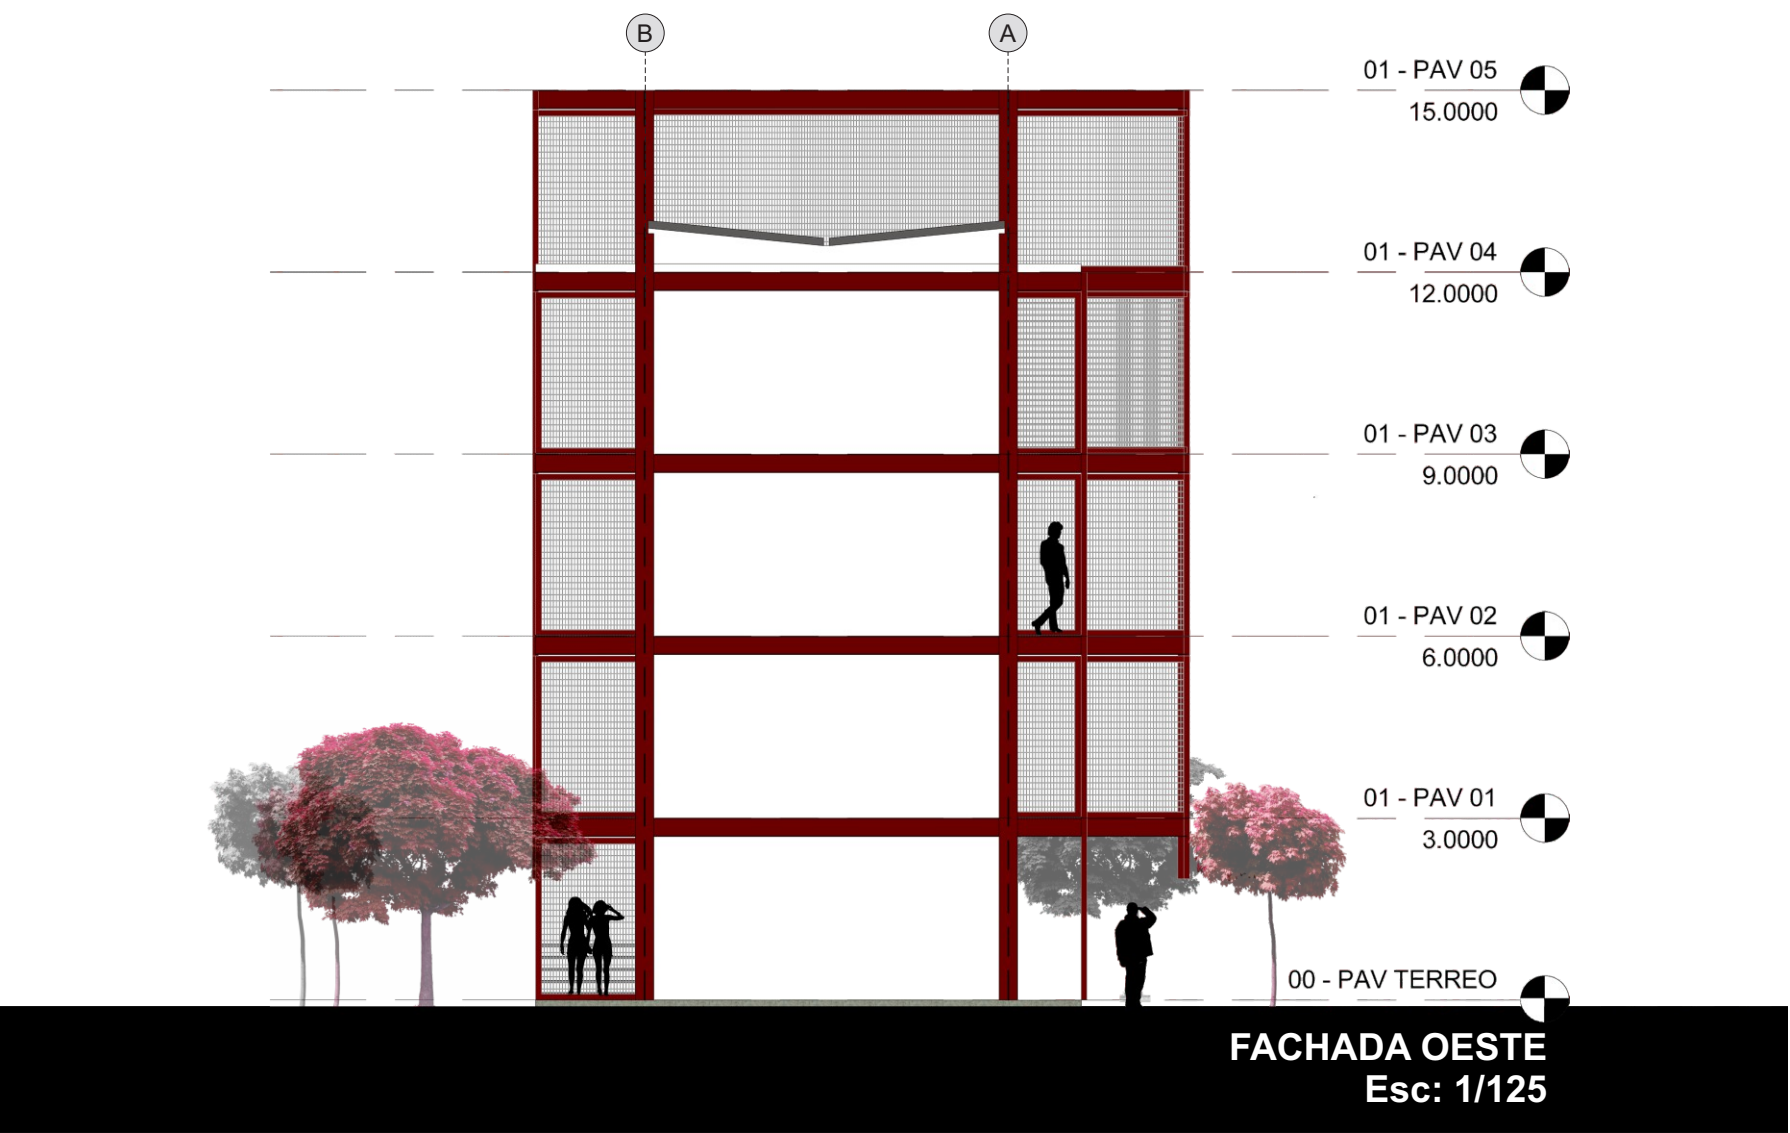 B
A
01 - PAV 05
15.0000
01 - PAV 04
12.0000
01 - PAV 03
9.0000
01 - PAV 02
6.0000
01 - PAV 01
3.0000
00 - PAV TERREO
FACHADA OESTE
Esc: 1/125